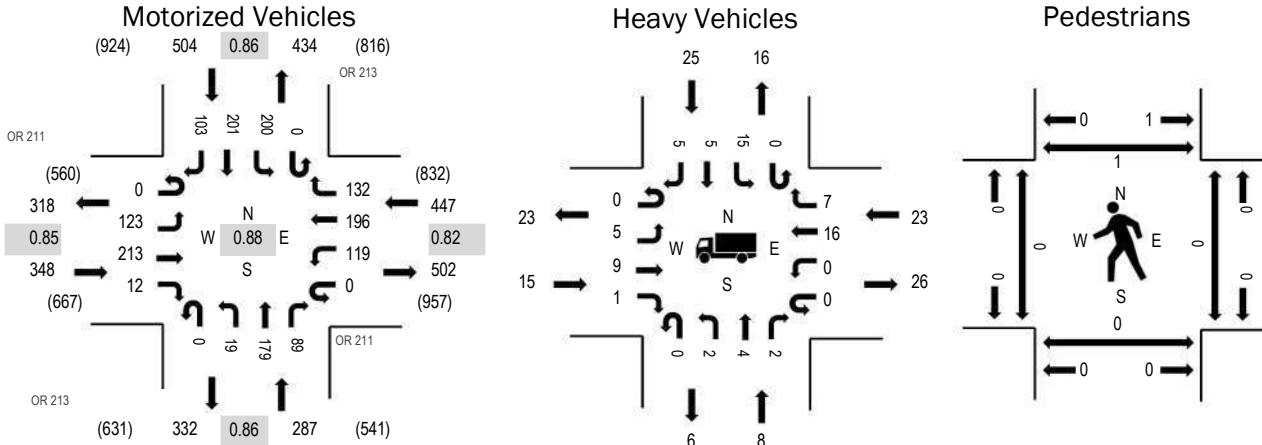 Motorized Vehicles
(924) 504 0.86 434 (816)
OR 213
103 201 200 0
OR 211
(560) 0 132 (832)
318 447
123 196
N
0.85 W 0.88 E 0.82
213 119
348 S 502
12 0
(667) (957)
0 19 179 89
OR 211
OR 213
(631) 332 0.86 287 (541)
Heavy Vehicles
25 16
5 5 15 0
0 7
23 23
5 N 16
W E
9 0
15 S 26
1 0
0 2 4 2
6 8
Pedestrians
0 1
1
0 N 0
0 W E 0
0 S 0
0
0 0